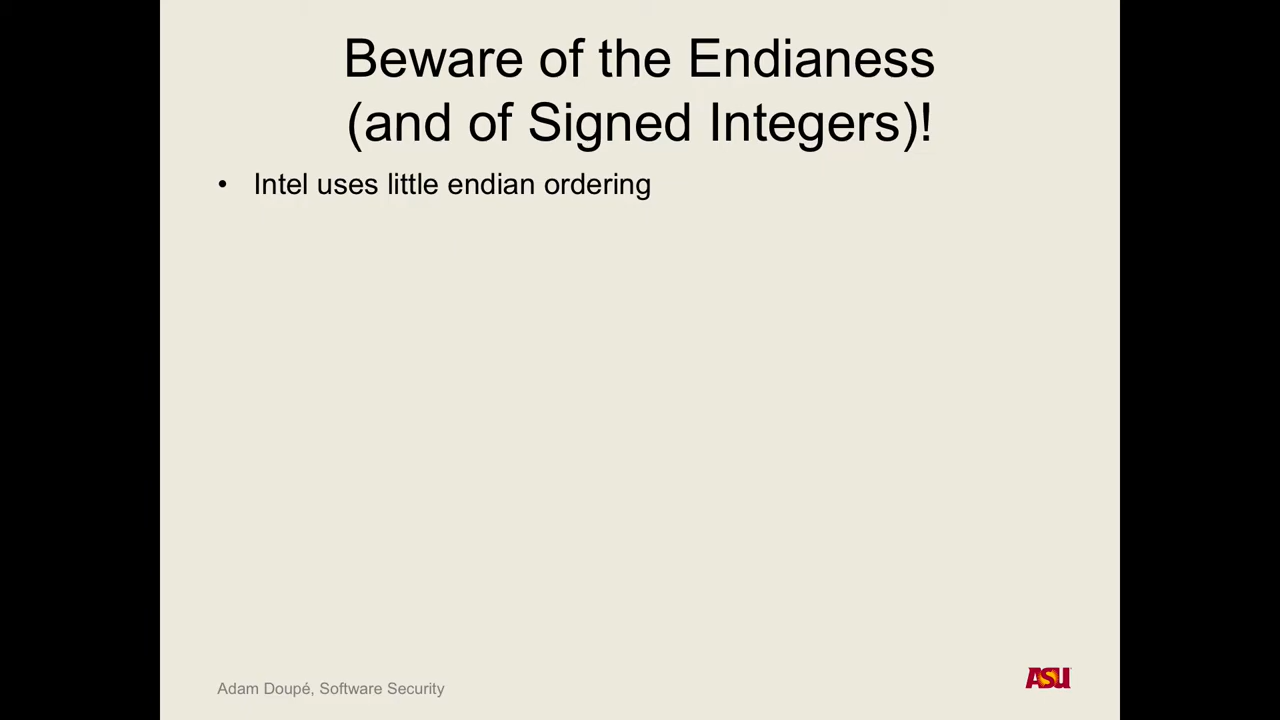 Beware of the Endianess
(and of Signed Integers)!
• Intel uses little endian ordering
Adam Doupé, Software Security
ASU